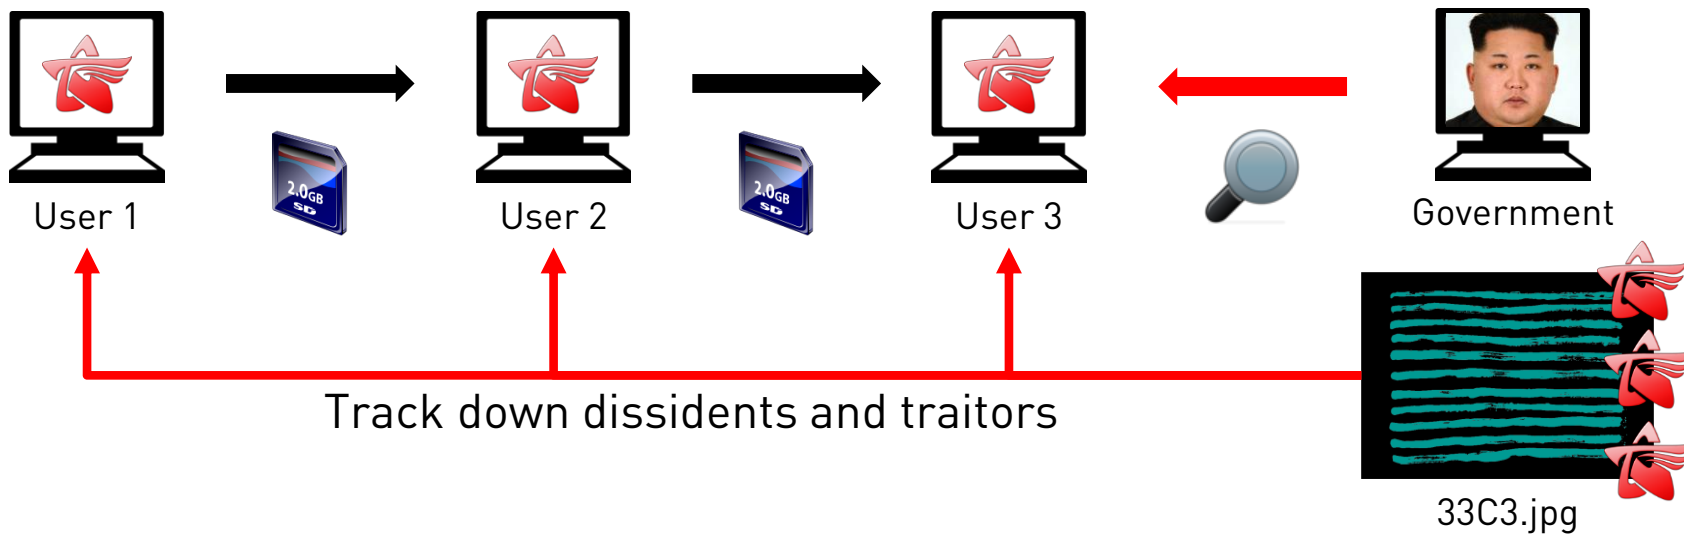 2.0GB
SD
2.0GB
SD
User 1
User 2
User 3
Government
Track down dissidents and traitors
33C3.jpg